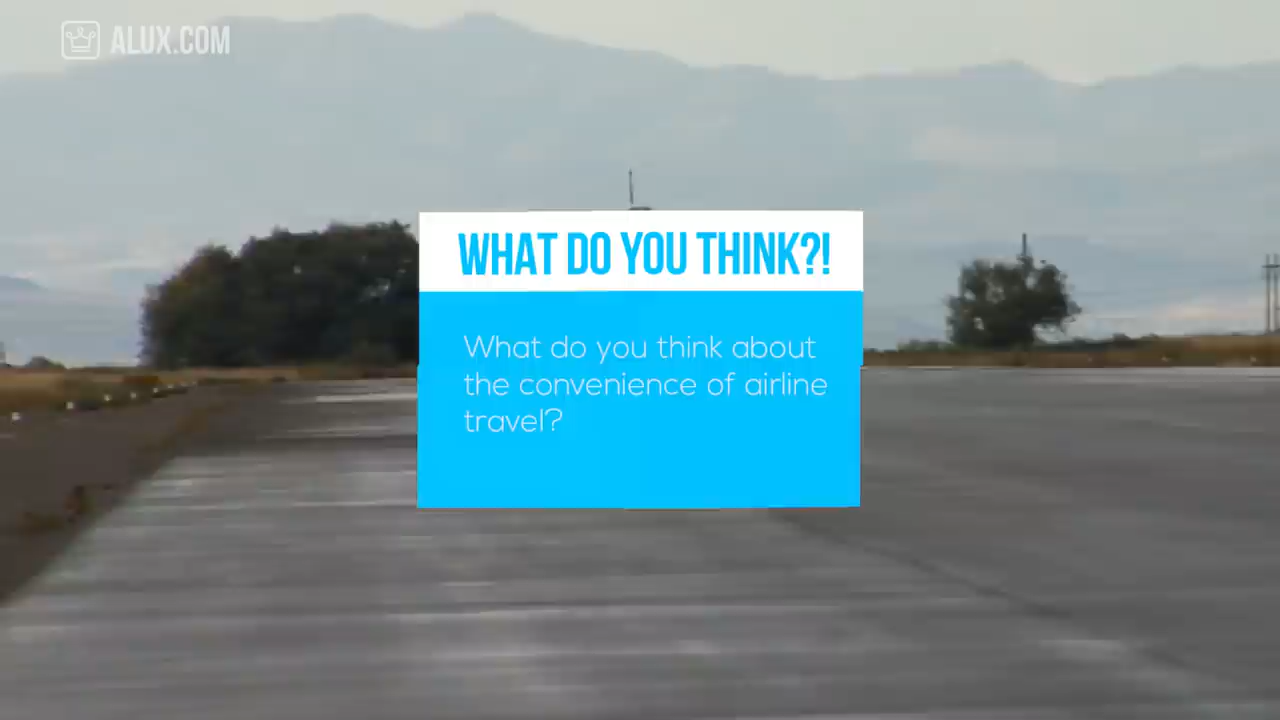 ALUX.COM
WHAT DO YOU THINK?!
What do you think about
the convenience of airline
travel?